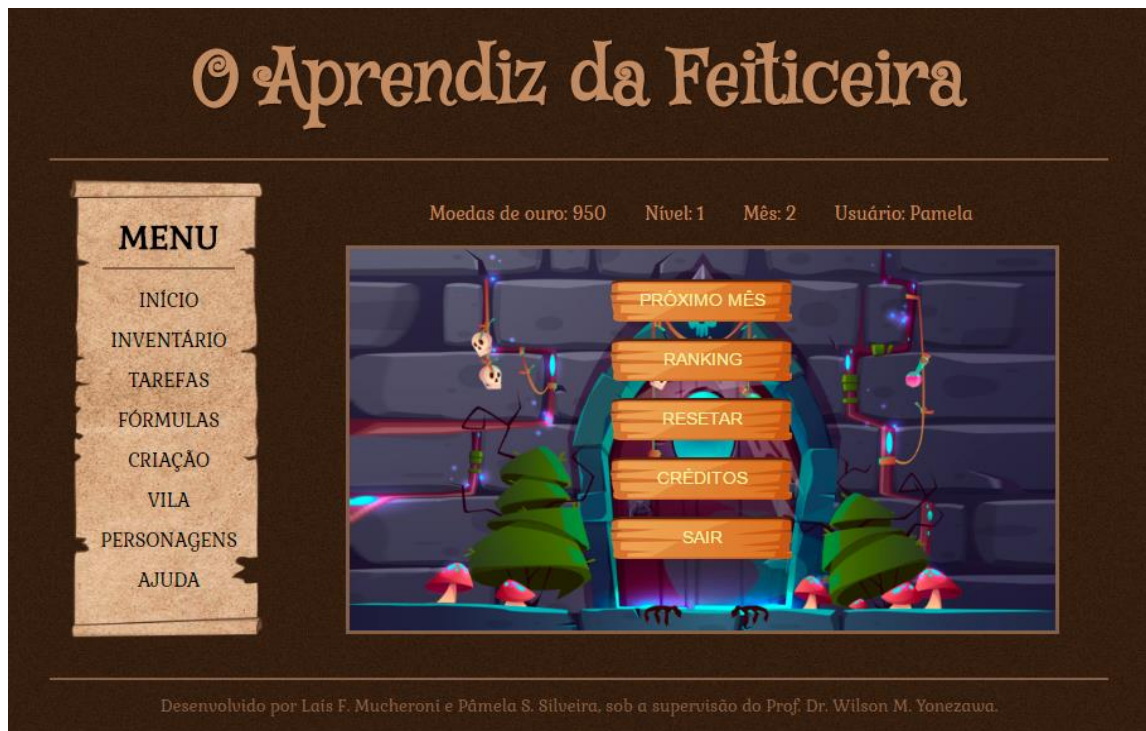 O Aprendiz da Feiticeira
MENU
INÍCIO
INVENTÁRIO
TAREFAS
FÓRMULAS
CRIAÇÃO
VILA
PERSONAGENS
AJUDA
Moedas de ouro: 950 Nível: 1 Mês: 2 Usuário: Pamela
PRÓXIMO MÊS
RANKING
RESETAR
CRÉDITOS
SAIR
Desenvolvido por Laís F. Mucheroni e Pâmela S. Silveira, sob a supervisão do Prof. Dr. Wilson M. Yonezawa.